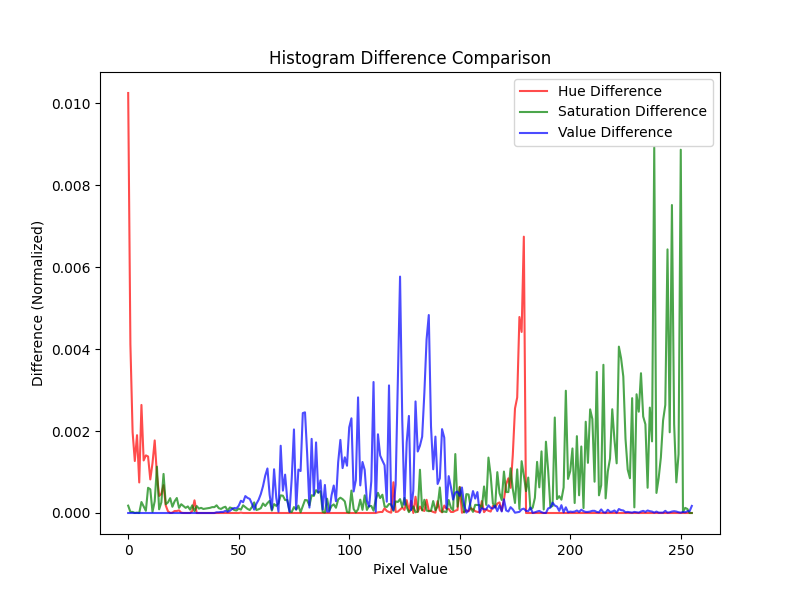 Histogram Difference Comparison
Hue Difference
Saturation Difference
Value Difference
0.010
0.008
0.006
0.004
0.002
0.000
Difference (Normalized)
0 50 100 150 200 250
Pixel Value